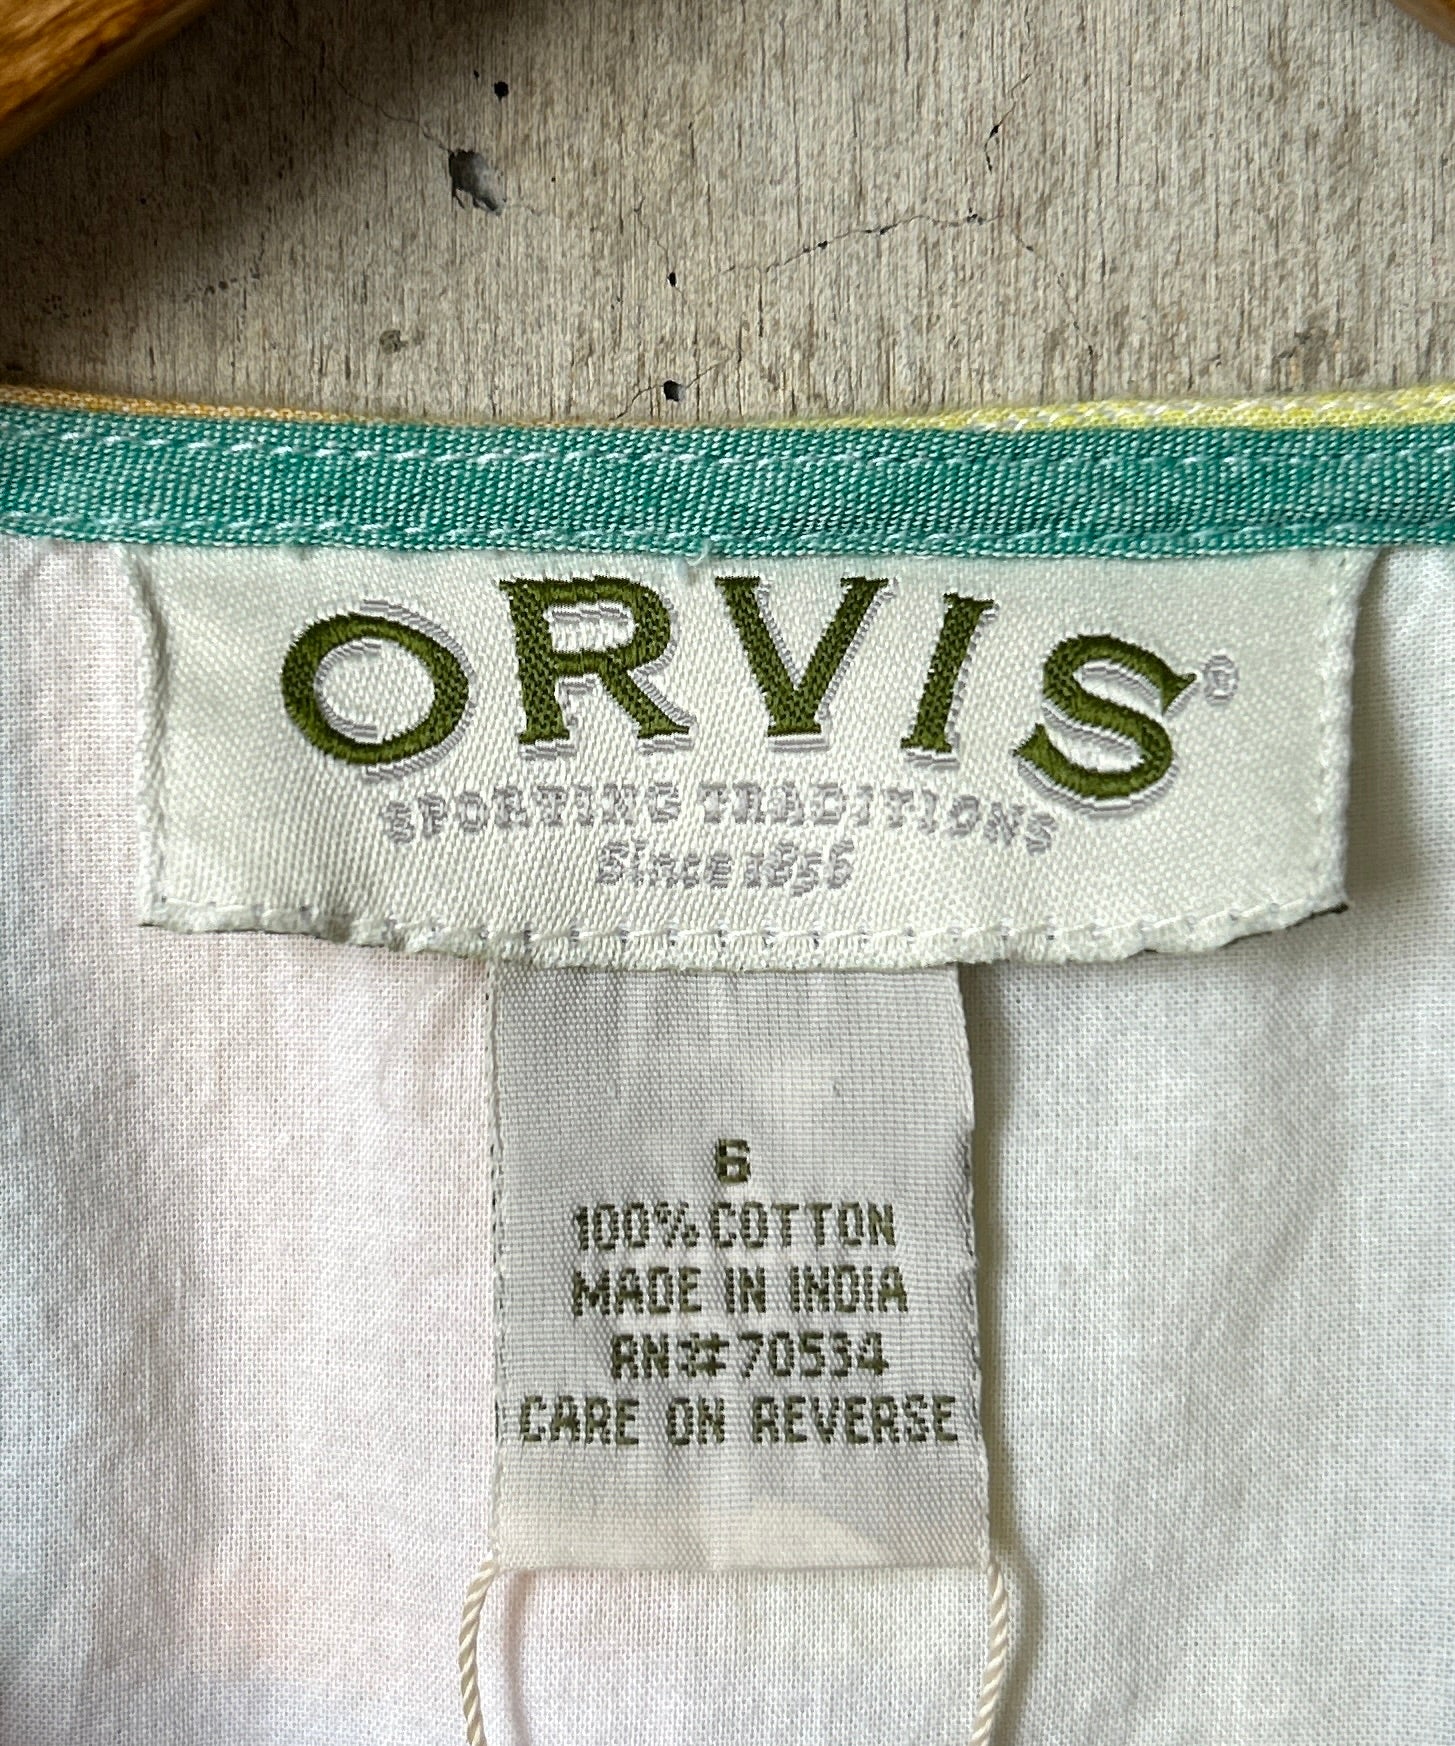 ORVIS®
SPORTING TRADITIONS
Since 1856
6
100% COTTON
MADE IN INDIA
RN#70534
CARE ON REVERSE